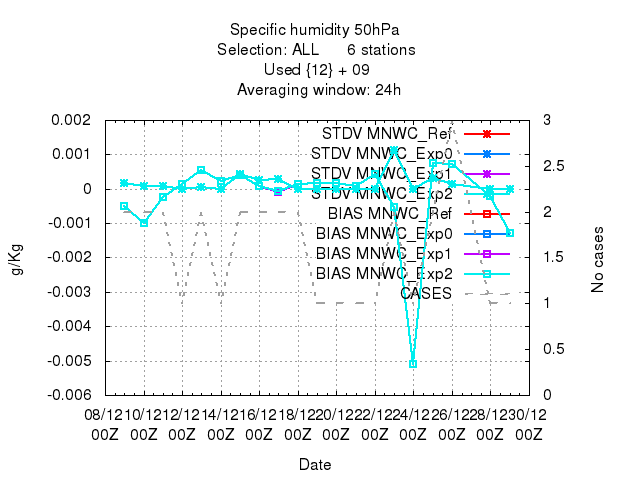 Specific humidity 50hPa
Selection: ALL 6 stations
Used {12} + 09
Averaging window: 24h
0.002
0.001
0
-0.001
-0.002
-0.003
-0.004
-0.005
-0.006
g/Kg
STDV MNWC_Ref
STDV MNWC_Exp0
STDV MNWC_Exp1
STDV MNWC_Exp2
BIAS MNWC_Ref
BIAS MNWC_Exp0
BIAS MNWC_Exp1
BIAS MNWC_Exp2
CASES
3
2.5
2
1.5
1
0.5
0
No cases
08/12 10/12 12/12 14/12 16/12 18/12 20/12 22/12 24/12 26/12 28/12 30/12
00Z 00Z 00Z 00Z 00Z 00Z 00Z 00Z 00Z 00Z 00Z 00Z
Date